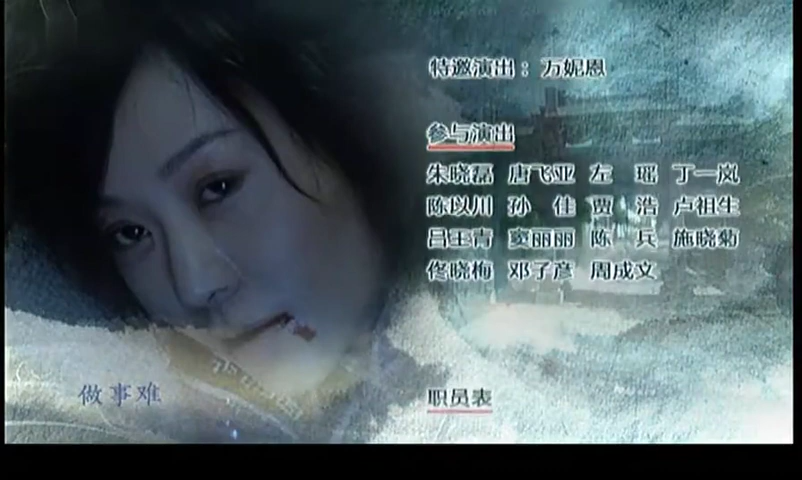 特邀演出：万妮恩
参与演出
朱晓磊 唐飞亚 左 瑶 丁一岚
陈以川 孙 佳 贾 浩 卢祖生
吕王青 窦丽丽 陈 兵 施晓菊
佟晓梅 邓子彦 周成文
做事难
职员表